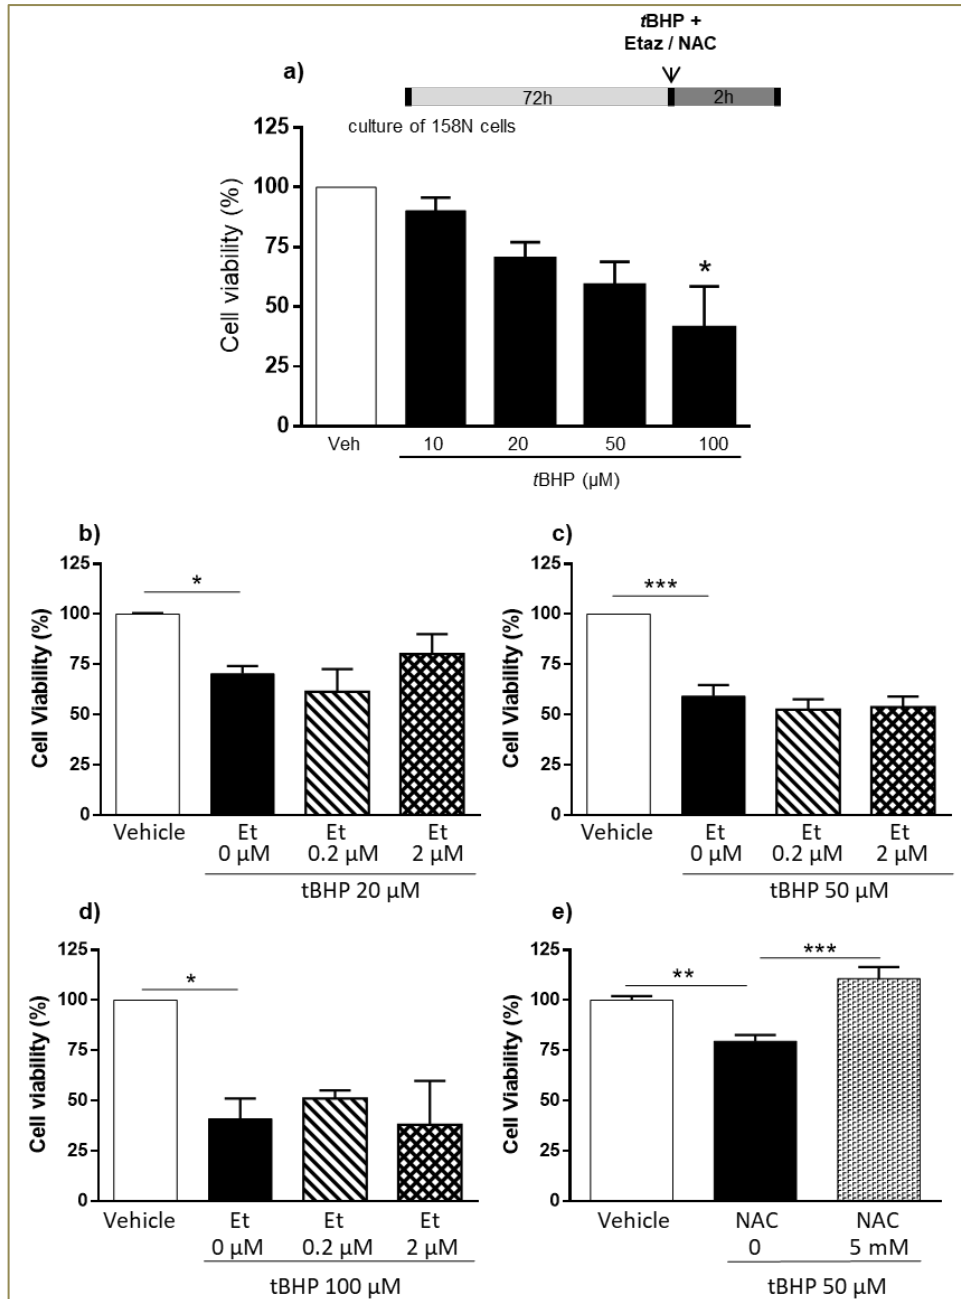 tBHP +
Etaz / NAC
a)
72h
2h
culture of 158N cells
Cell viability (%)
125
100
75
50
25
0
*
Veh
10
20
50
100
tBHP (µM)
b)
Cell Viability (%)
125
100
75
50
25
0
*
Vehicle
Et
0 µM
Et
0.2 µM
Et
2 µM
tBHP 20 µM
c)
Cell Viability (%)
125
100
75
50
25
0
***
Vehicle
Et
0 µM
Et
0.2 µM
Et
2 µM
tBHP 50 µM
d)
Cell viability (%)
125
100
75
50
25
0
*
Vehicle
Et
0 µM
Et
0.2 µM
Et
2 µM
tBHP 100 µM
e)
Cell Viability (%)
125
100
75
50
25
0
**
***
Vehicle
NAC
0
NAC
5 mM
tBHP 50 µM